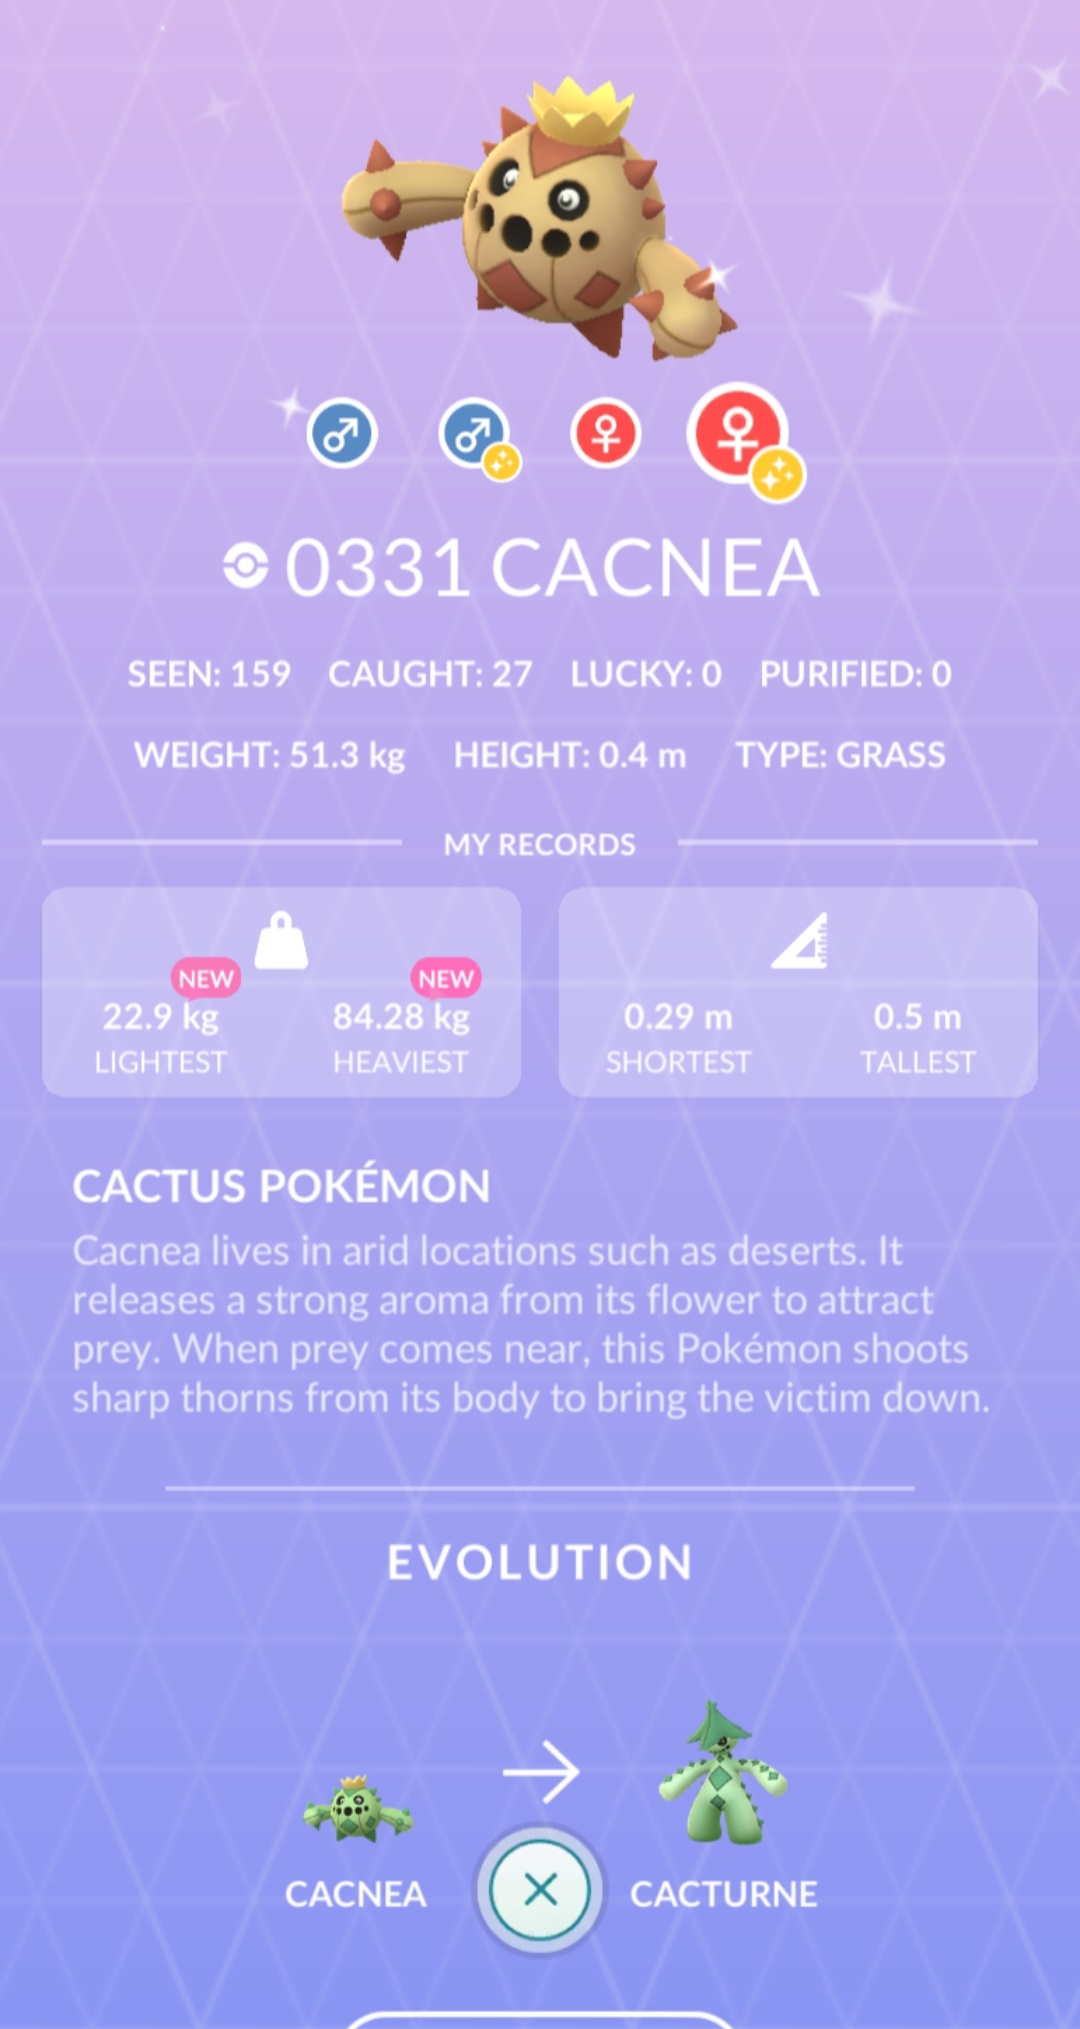 0331 CACNEA
SEEN: 159 CAUGHT: 27 LUCKY: 0 PURIFIED: 0
WEIGHT: 51.3 kg HEIGHT: 0.4 m TYPE: GRASS
MY RECORDS
NEW NEW
22.9 kg 84.28 kg 0.29 m 0.5 m
LIGHTEST HEAVIEST SHORTEST TALLEST
CACTUS POKÉMON
Cacnea lives in arid locations such as deserts. It
releases a strong aroma from its flower to attract
prey. When prey comes near, this Pokémon shoots
sharp thorns from its body to bring the victim down.
EVOLUTION
CACNEA CACTURNE